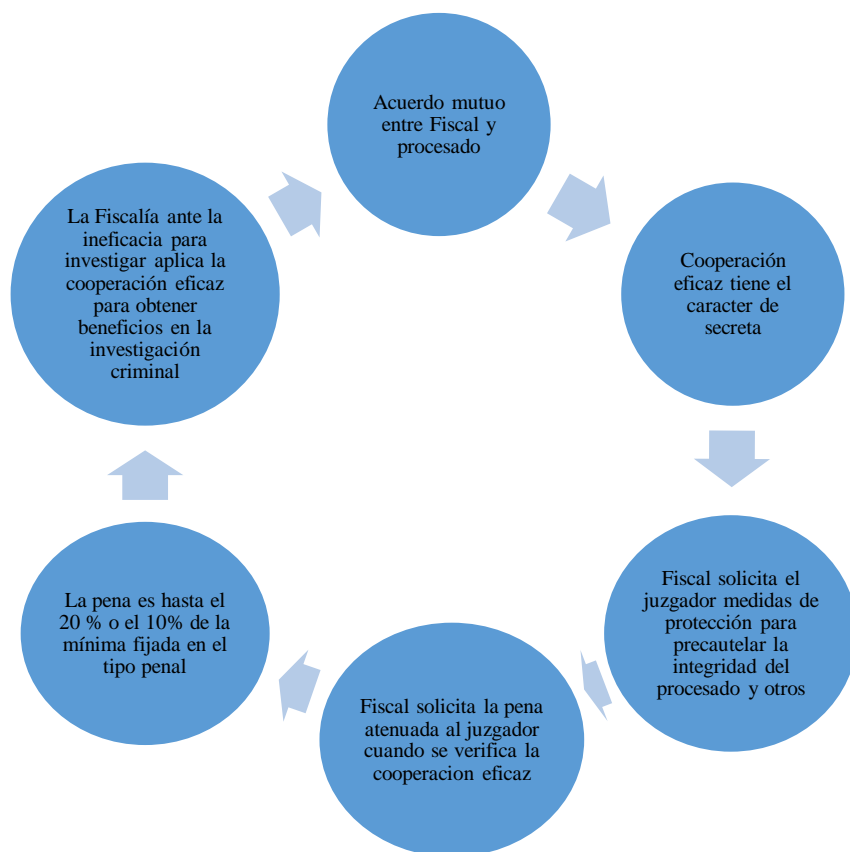 Acuerdo mutuo
entre Fiscal y
procesado
Cooperación
eficaz tiene el
caracter de
secreta
Fiscal solicita el
juzgador medidas de
protección para
precautelar la
integridad del
procesado y otros
Fiscal solicita la pena
atenuada al juzgador
cuando se verifica la
cooperacion eficaz
La pena es hasta el
20 % o el 10% de la
mínima fijada en el
tipo penal
La Fiscalía ante la
ineficacia para
investigar aplica la
cooperación eficaz
para obtener
beneficios en la
investigación
criminal